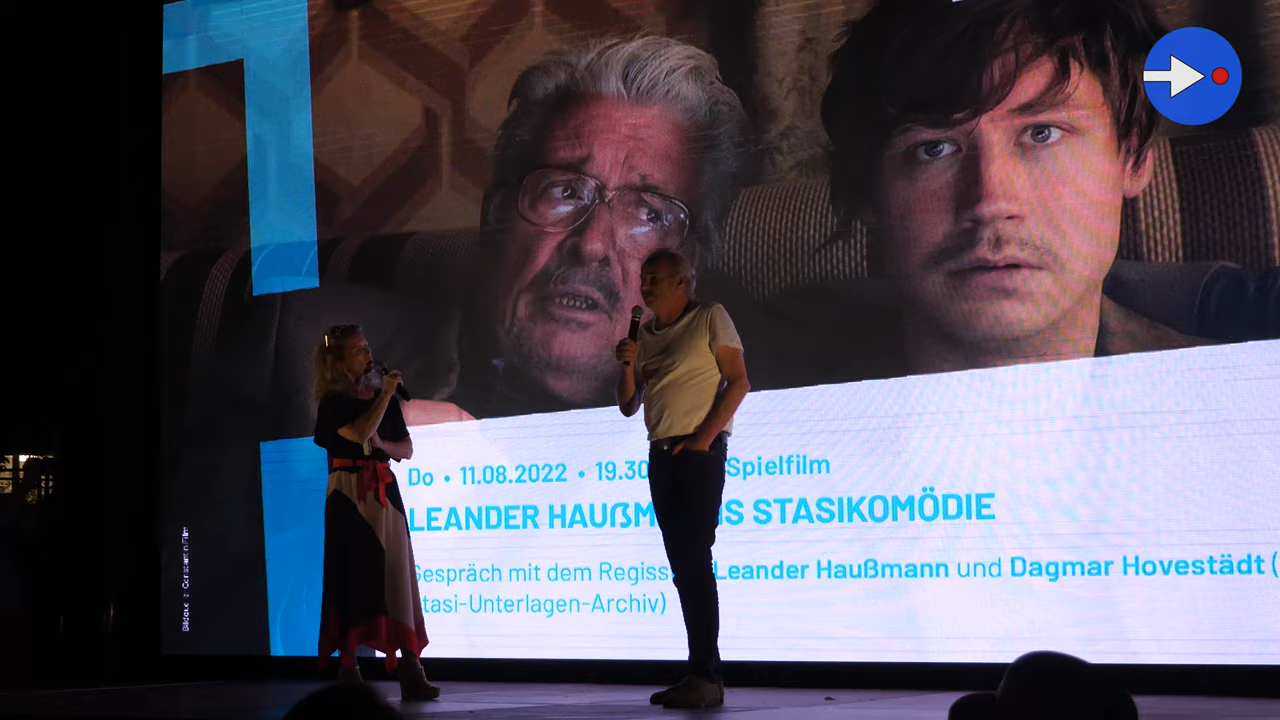 Do • 11.08.2022 • 19.30 Spielfilm
LEANDER HAUẞM S STASIKOMÖDIE
Gespräch mit dem Regiss Leander Haußmann und Dagmar Hovestädt (
Stasi-Unterlagen-Archiv)